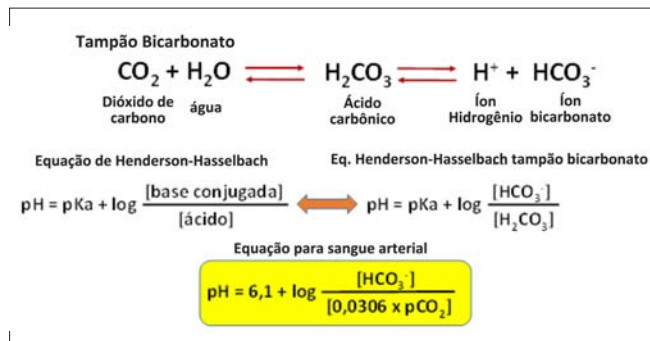 Tampão Bicarbonato
CO₂ + H₂O H₂CO₃ H⁺ + HCO₃⁻
Dióxido de carbono água Ácido carbônico Íon Hidrogênio Íon bicarbonato
Equação de Henderson-Hasselbach Eq. Henderson-Hasselbach tampão bicarbonato
pH = pKa + log [base conjugada] / [ácido] pH = pKa + log [HCO₃⁻] / [H₂CO₃]
Equação para sangue arterial
pH = 6,1 + log [HCO₃⁻] / [0,0306 x pCO₂]